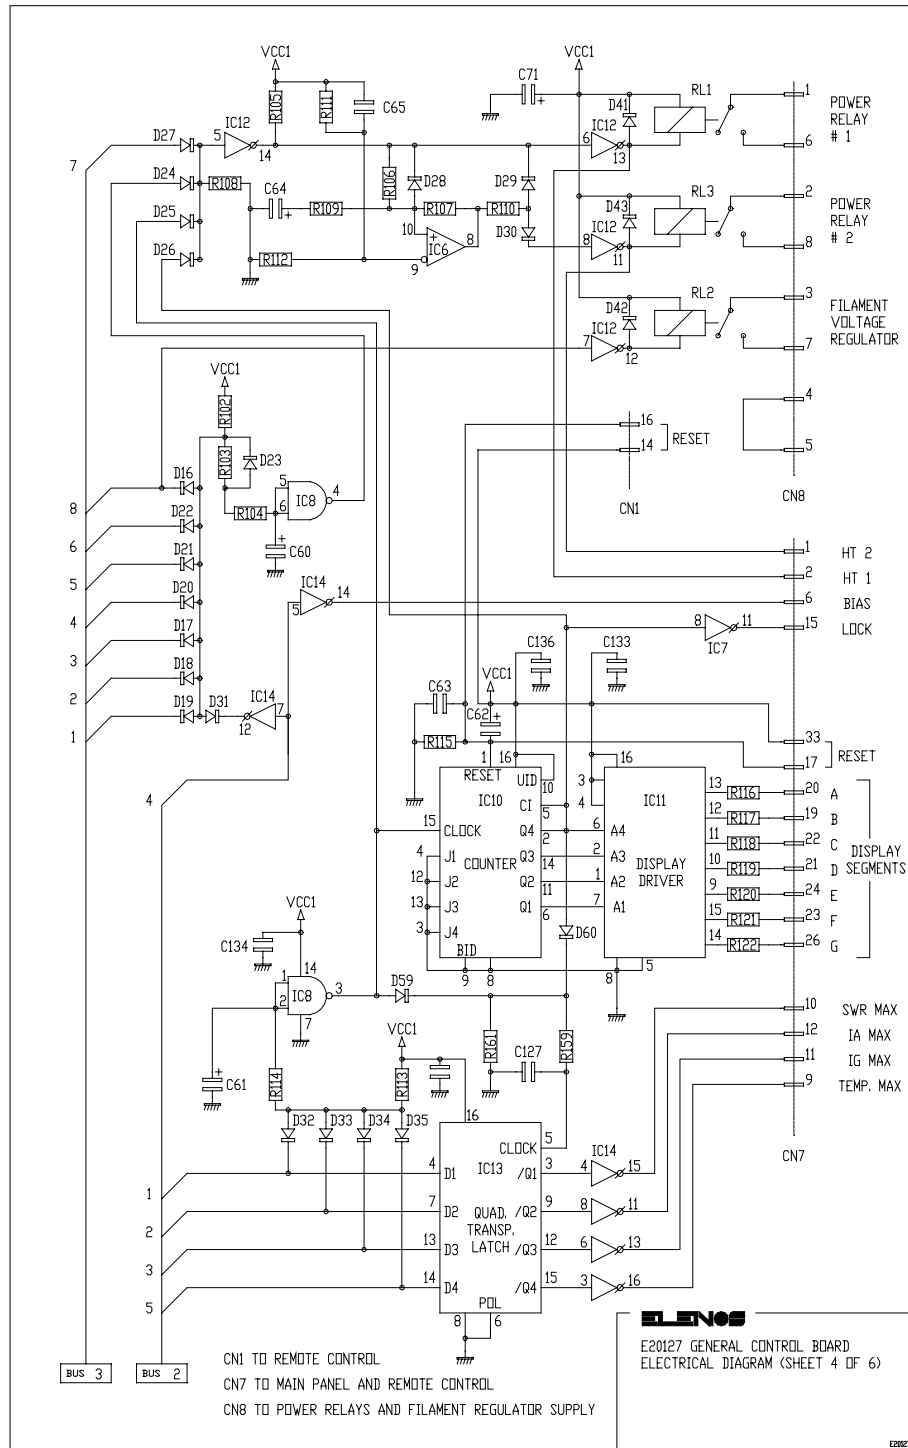 VCC1
VCC1
C71
RL1
1
POWER
RELAY
# 1
R105
R111
C65
D41
D27
5
IC12
14
6
IC12
13
6
7
D24
R108
C64
R109
R106
D28
R107
D29
R110
RL3
2
POWER
RELAY
# 2
D25
D43
D30
10
IC6
8
8
IC12
11
8
D26
R112
9
RL2
3
FILAMENT
VOLTAGE
REGULATOR
D42
IC12
7
12
7
VCC1
4
R102
16
RESET
14
5
R103
D23
D16
5
IC8
4
CN1
CN8
8
R104
6
D22
6
C60
1
HT 2
D21
5
2
HT 1
IC14
14
D20
5
6
BIAS
4
15
LOCK
D17
8
11
IC7
3
C136
C133
D18
C63
VCC1
2
D19
D31
IC14
7
12
C62
33
1
R115
RESET
17
1
16
4
RESET
UID
10
3
16
IC10
IC11
13
R116
20
A
CI
5
4
12
R117
19
B
15
CLOCK
Q4
2
6
A4
11
R118
22
C
4
J1
Q3
14
2
A3
DISPLAY
DRIVER
10
R119
21
D
DISPLAY
SEGMENTS
12
J2
COUNTER
Q2
11
1
A2
9
R120
24
E
13
J3
Q1
6
7
A1
15
R121
23
F
3
J4
14
R122
26
G
VCC1
BID
D60
C134
9
8
8
5
14
1
IC8
3
D59
2
7
10
SWR MAX
VCC1
12
IA MAX
R161
C127
R159
11
IG MAX
C61
R114
R113
9
TEMP. MAX
16
D32
D33
D34
D35
CLOCK
5
IC14
CN7
4
D1
IC13
/Q1
3
4
15
1
7
D2
QUAD.
TRANSP.
LATCH
/Q2
9
8
11
2
13
D3
/Q3
12
6
13
3
14
D4
/Q4
15
3
16
5
POL
8
6
ELENOS
E20127 GENERAL CONTROL BOARD
ELECTRICAL DIAGRAM (SHEET 4 OF 6)
CN1 TO REMOTE CONTROL
BUS 3
BUS 2
CN7 TO MAIN PANEL AND REMOTE CONTROL
CN8 TO POWER RELAYS AND FILAMENT REGULATOR SUPPLY